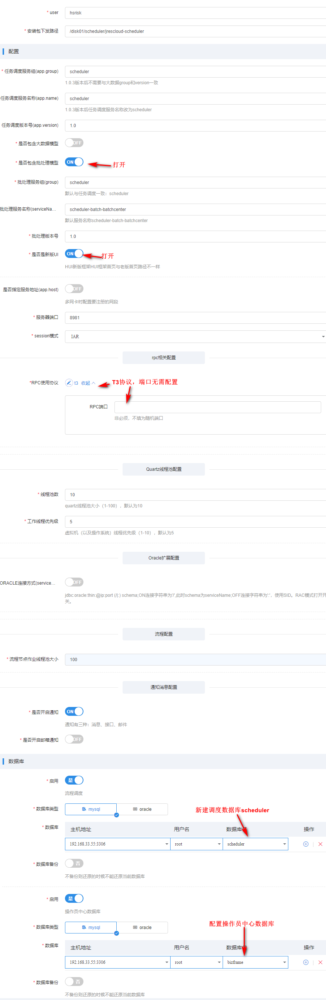 * user hsrisk
* 安装包下发路径 /disk01/scheduler/jrescloud-scheduler
配置
* 任务调度服务组(app.group) scheduler
1.0.3版本后不需要与大数据group和version一致
任务调度服务名称(app.name) scheduler
1.0.3版本后任务调度服务名称改为scheduler
任务调度版本号(app.version) 1.0
* 是否包含大数据模型 OFF
* 是否包含批处理模型 ON 打开
* 批处理服务组(group) scheduler
默认与任务调度一致：scheduler
批处理服务名称(serviceNa... scheduler-batch-batchcenter
默认服务名称scheduler-batch-batchcenter
* 批处理版本号 1.0
* 是否是新版UI ON 打开
HUI新版框架HUI框架首页与老版首页路径不一样
是否指定服务地址(app.host) OFF
多网卡时配置要注册的网段
* 服务器端口 8981
* session模式 IAR
rpc相关配置
*RPC使用协议 t3 收起 T3协议，端口无需配置
RPC端口
非必须，不填为随机端口
Quartz线程池配置
* 线程池数 10
quartz线程池大小（1-100），默认为10
* 工作线程优先级 5
虚拟机（以及操作系统）线程优先级（1-10），默认为5
Oracle扩展配置
ORACLE连接方式(service... OFF
jdbc:oracle:thin:@ip:port (/|:) schema;ON连接字符串为'/',此时schema为serviceName;OFF连接字符串为':'，使用SID。RAC模式打开开
关。
流程配置
* 流程节点作业线程池大小 100
通知消息配置
* 是否开启通知 ON
通知有三种：消息、接口、邮件
* 是否开启邮箱通知 OFF
数据库
* 启用 是
流程调度
* 数据库类型 mysql oracle 新建调度数据库scheduler
* 数据库 主机地址 用户名 数据库名 操作
192.168.33.55:3306 root scheduler
* 数据库备份 否
不备份则还原的时候不能还原当前数据库
* 启用 是
操作员中心数据库
* 数据库类型 mysql oracle 配置操作员中心数据库
* 数据库 主机地址 用户名 数据库名 操作
192.168.33.55:3306 root bizframe
* 数据库备份 否
不备份则还原的时候不能还原当前数据库